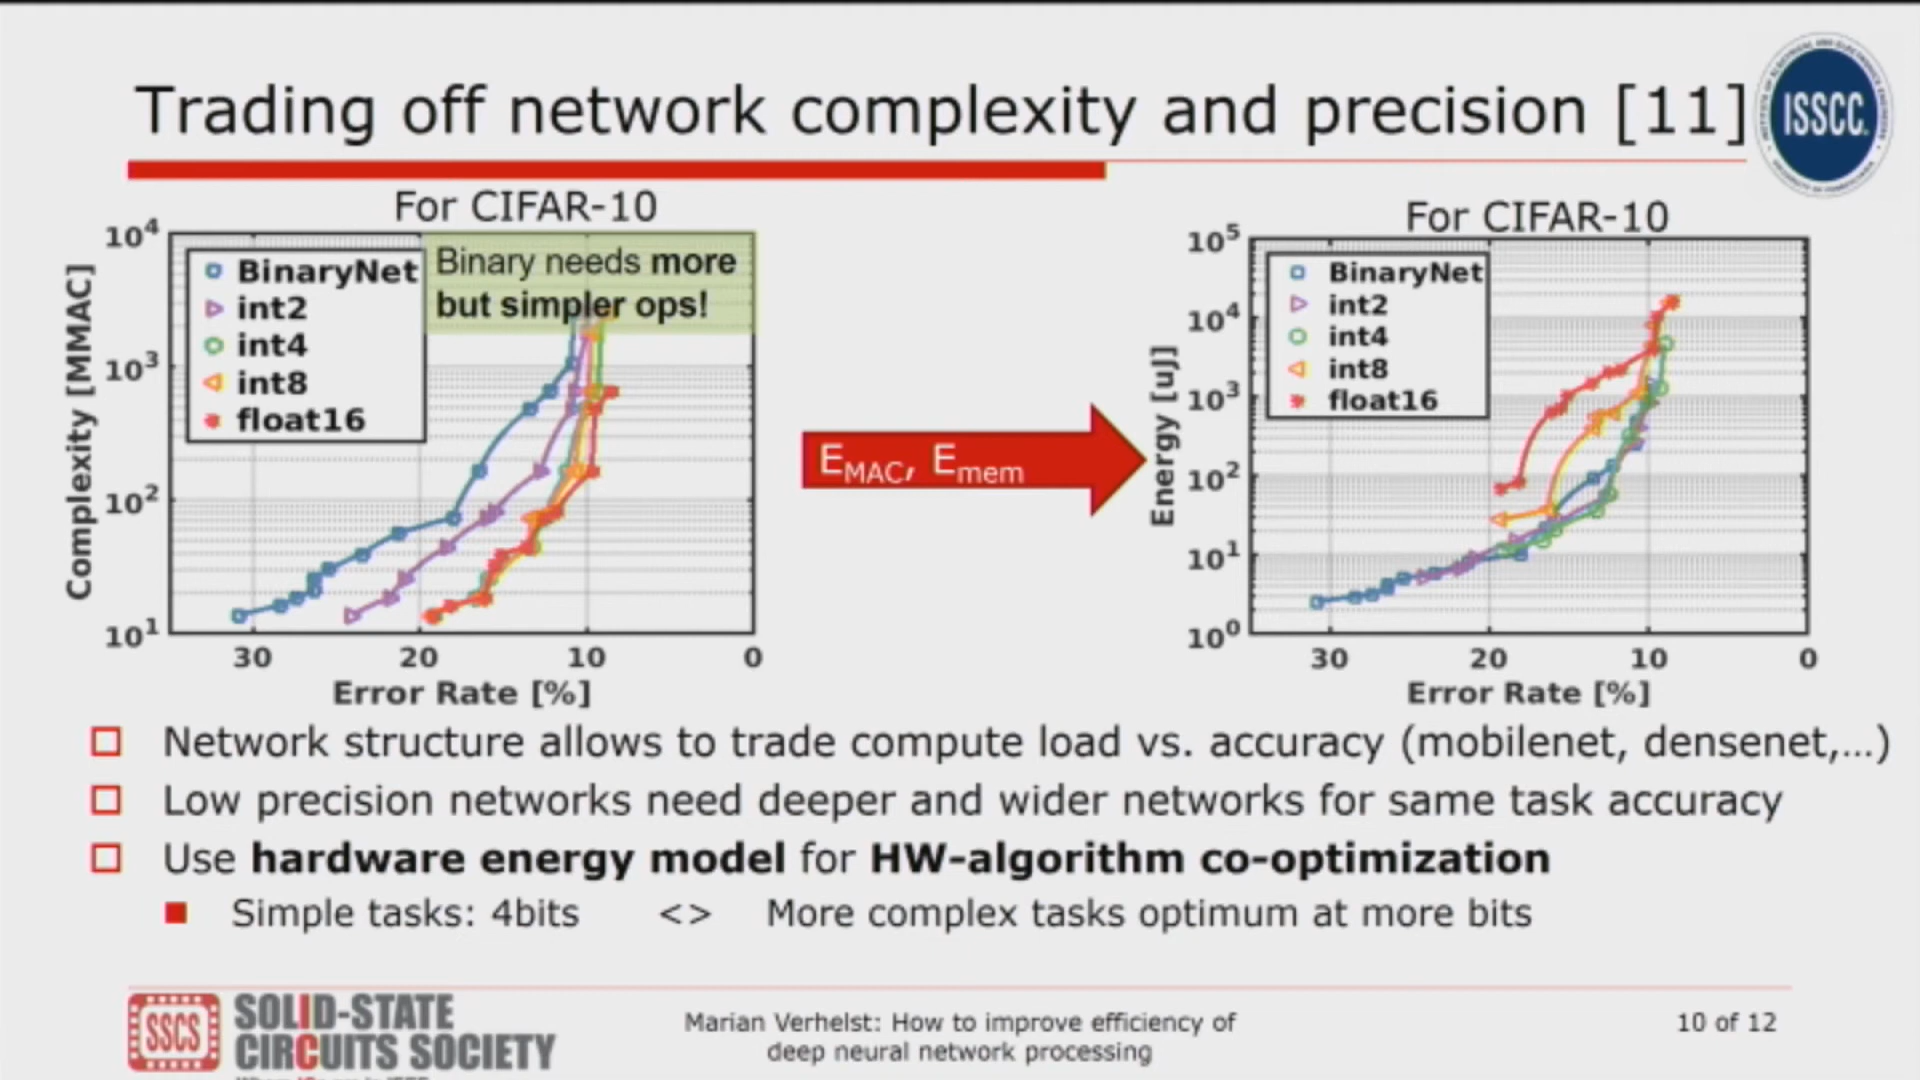 Trading off network complexity and precision [11]
ISSCC
For CIFAR-10
Complexity [MMAC]
10⁴
10³
10²
10¹
BinaryNet
int2
int4
int8
float16
Binary needs more
but simpler ops!
30 20 10 0
Error Rate [%]
E_MAC, E_mem
For CIFAR-10
Energy [uJ]
10⁵
10⁴
10³
10²
10¹
10⁰
BinaryNet
int2
int4
int8
float16
30 20 10 0
Error Rate [%]
Network structure allows to trade compute load vs. accuracy (mobilenet, densenet,...)
Low precision networks need deeper and wider networks for same task accuracy
Use hardware energy model for HW-algorithm co-optimization
Simple tasks: 4bits <> More complex tasks optimum at more bits
SSCS
SOLID-STATE
CIRCUITS SOCIETY
Marian Verhelst: How to improve efficiency of
deep neural network processing
10 of 12